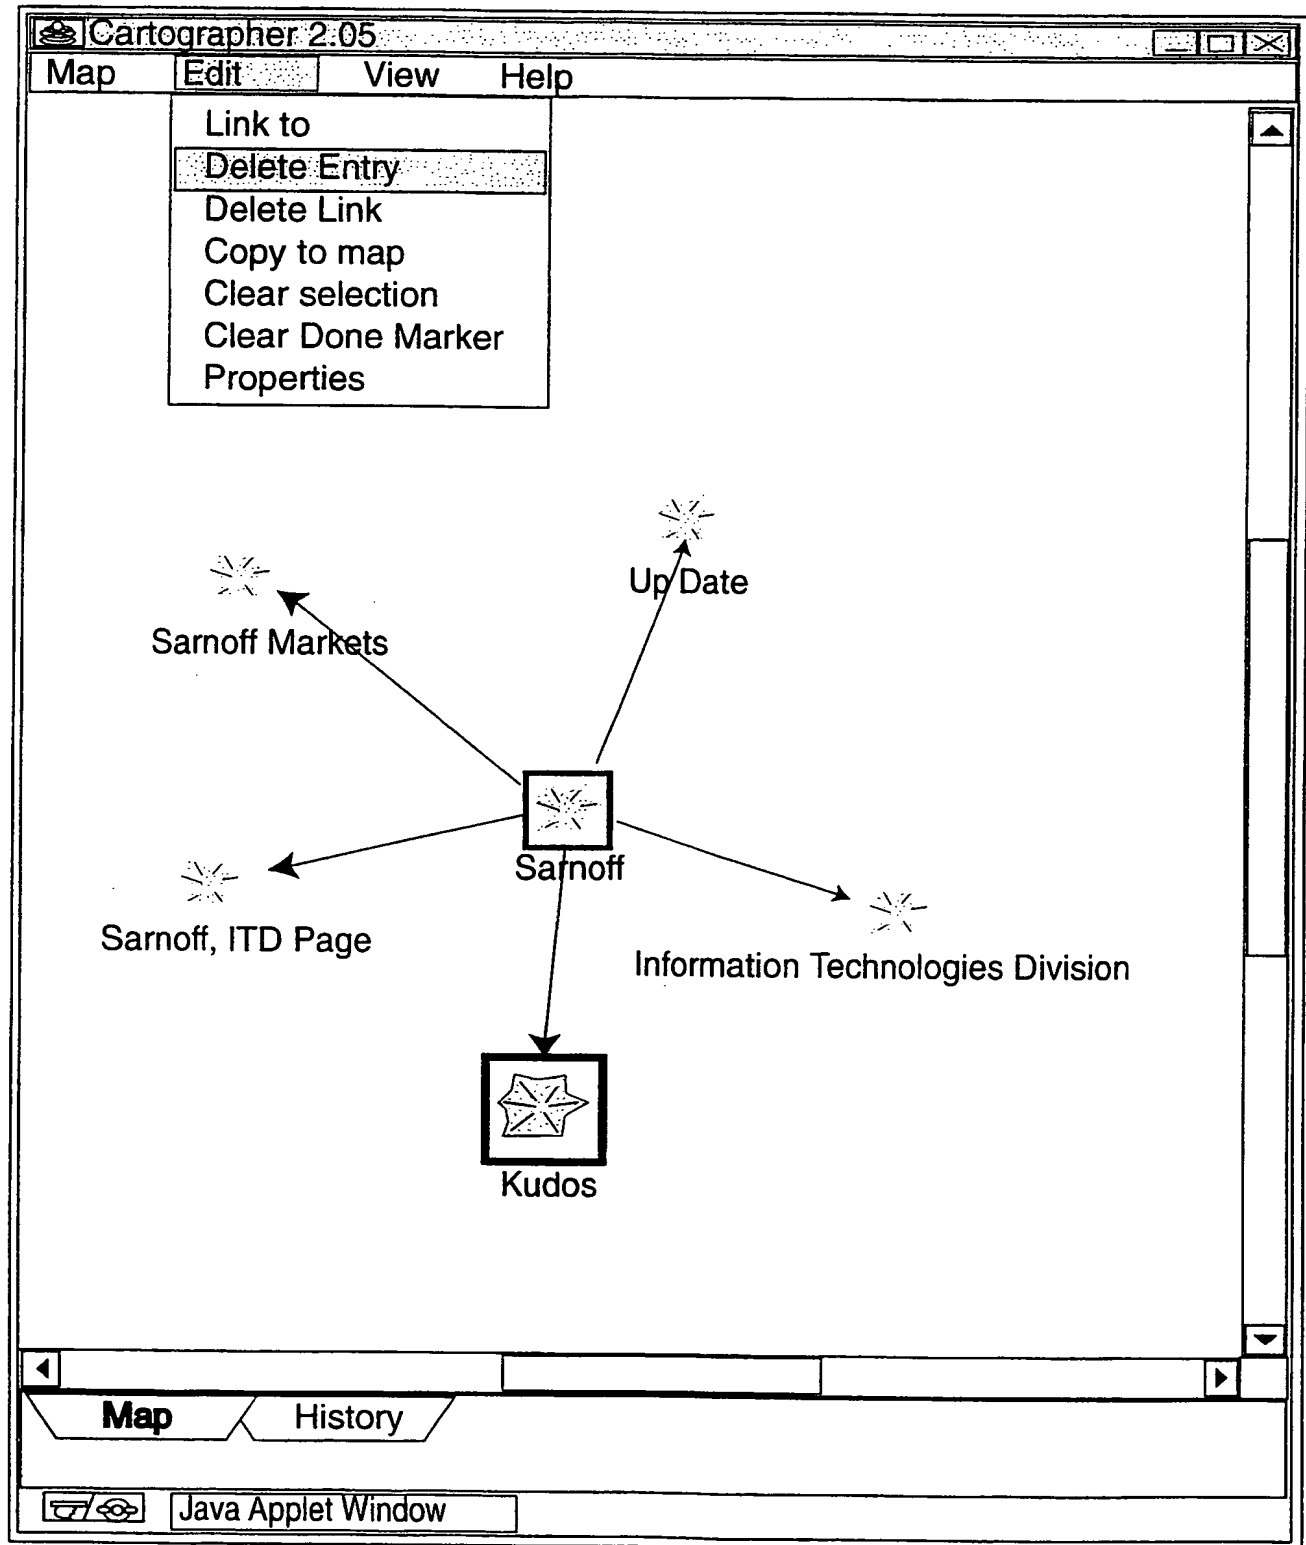 Cartographer 2.05
Map Edit View Help
Link to
Delete Entry
Delete Link
Copy to map
Clear selection
Clear Done Marker
Properties
Up Date
Sarnoff Markets
Sarnoff
Sarnoff, ITD Page
Information Technologies Division
Kudos
Map History
Java Applet Window